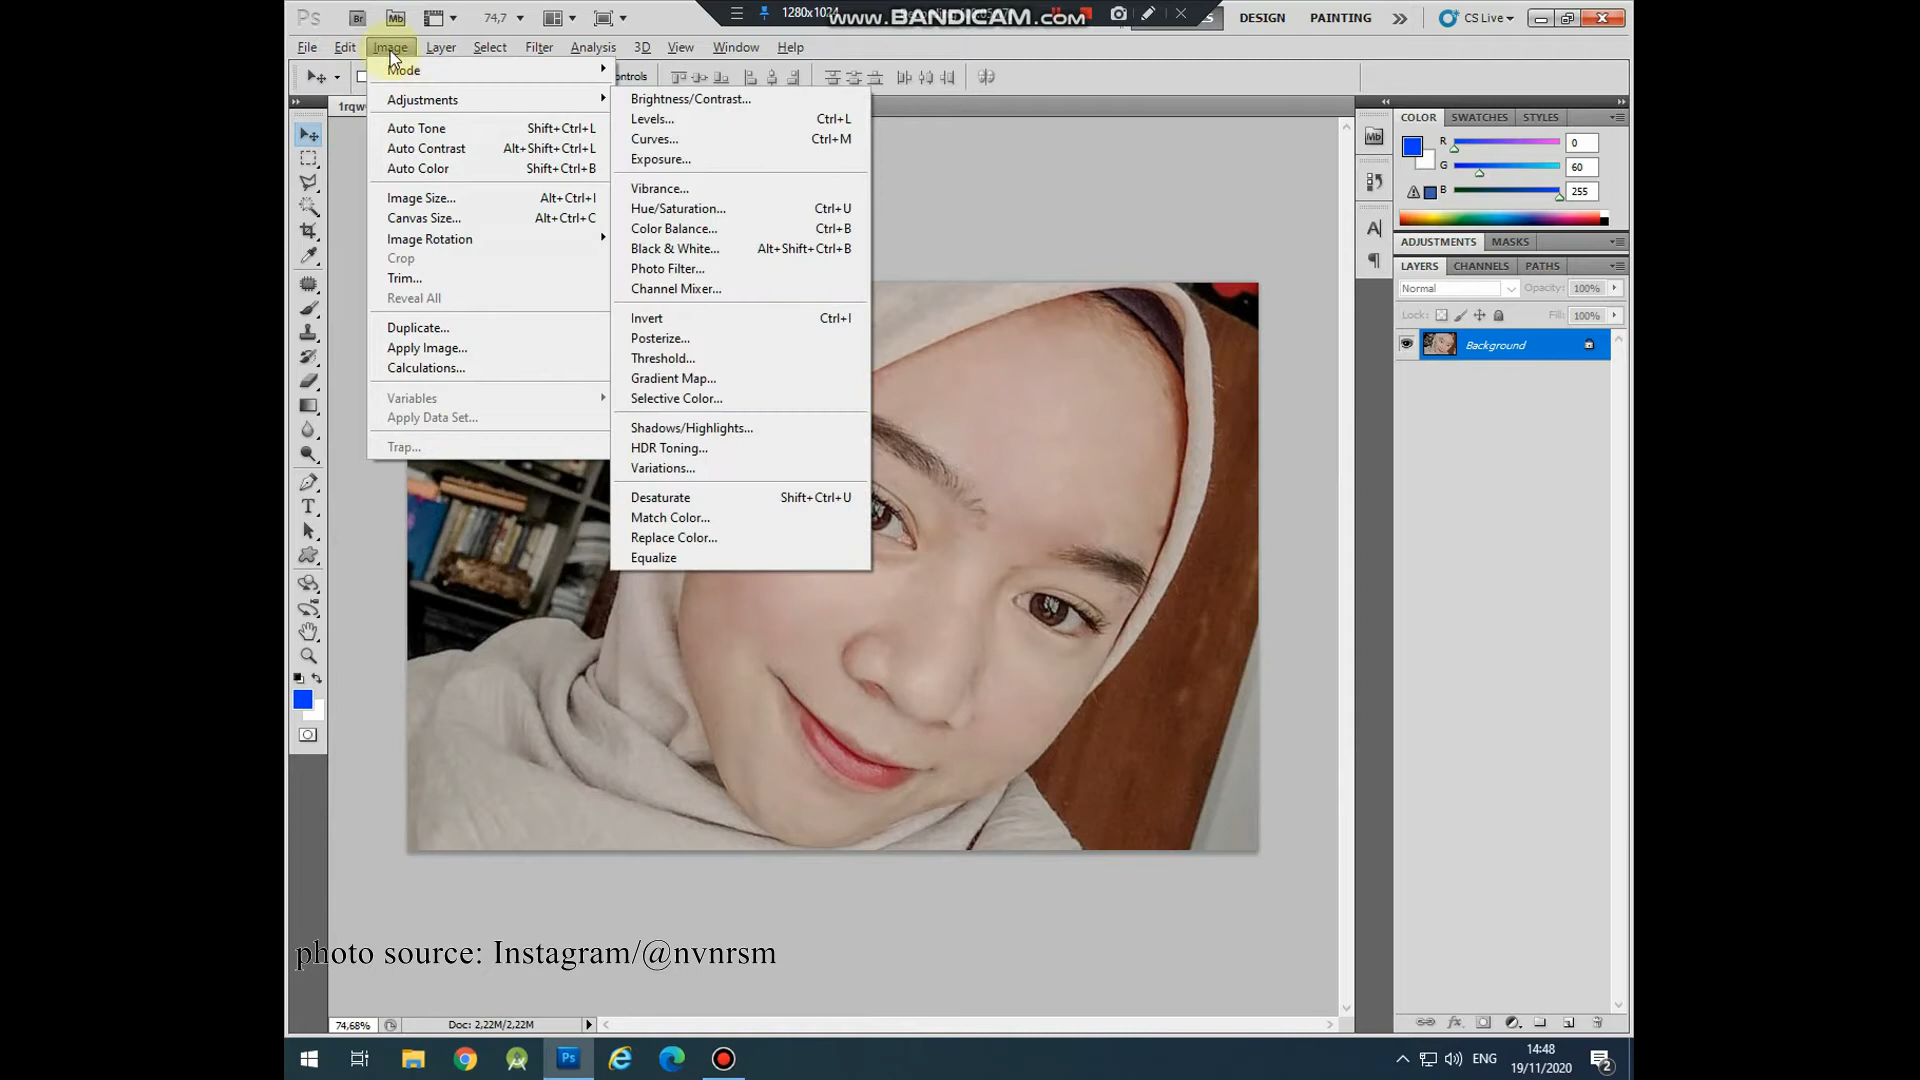 Ps Br Mb 74,7 1280x1024 www.BANDICAM.com DESIGN PAINTING CS Live
File Edit Image Layer Select Filter Analysis 3D View Window Help
Mode
Adjustments
Auto Tone Shift+Ctrl+L
Auto Contrast Alt+Shift+Ctrl+L
Auto Color Shift+Ctrl+B
Image Size... Alt+Ctrl+I
Canvas Size... Alt+Ctrl+C
Image Rotation
Crop
Trim...
Reveal All
Duplicate...
Apply Image...
Calculations...
Variables
Apply Data Set...
Trap...
Brightness/Contrast...
Levels... Ctrl+L
Curves... Ctrl+M
Exposure...
Vibrance...
Hue/Saturation... Ctrl+U
Color Balance... Ctrl+B
Black & White... Alt+Shift+Ctrl+B
Photo Filter...
Channel Mixer...
Invert Ctrl+I
Posterize...
Threshold...
Gradient Map...
Selective Color...
Shadows/Highlights...
HDR Toning...
Variations...
Desaturate Shift+Ctrl+U
Match Color...
Replace Color...
Equalize
COLOR SWATCHES STYLES
R 0
G 60
B 255
ADJUSTMENTS MASKS
LAYERS CHANNELS PATHS
Normal Opacity: 100%
Lock: Fill: 100%
Background
photo source: Instagram/@nvnrsm
74,68% Doc: 2,22M/2,22M
Ps ENG 14:48
19/11/2020 2